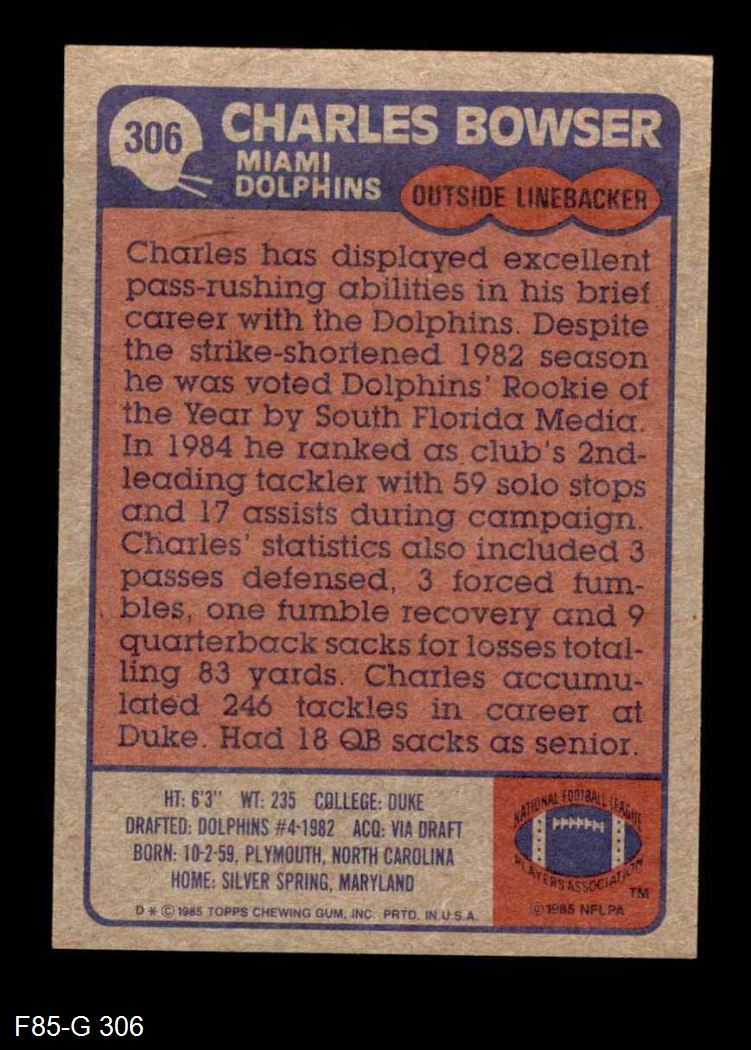 306
CHARLES BOWSER
MIAMI
DOLPHINS
OUTSIDE LINEBACKER
Charles has displayed excellent
pass-rushing abilities in his brief
career with the Dolphins. Despite
the strike-shortened 1982 season
he was voted Dolphins' Rookie of
the Year by South Florida Media.
In 1984 he ranked as club's 2nd-
leading tackler with 59 solo stops
and 17 assists during campaign.
Charles' statistics also included 3
passes defensed, 3 forced fum-
bles, one fumble recovery and 9
quarterback sacks for losses total-
ling 83 yards. Charles accumu-
lated 246 tackles in career at
Duke. Had 18 QB sacks as senior.
HT: 6'3" WT: 235 COLLEGE: DUKE
DRAFTED: DOLPHINS #4-1982 ACQ: VIA DRAFT
BORN: 10-2-59, PLYMOUTH, NORTH CAROLINA
HOME: SILVER SPRING, MARYLAND
D * © 1985 TOPPS CHEWING GUM, INC. PRTD. IN U.S.A.
NATIONAL FOOTBALL LEAGUE
PLAYERS ASSOCIATION
TM
© 1985 NFLPA
F85-G 306